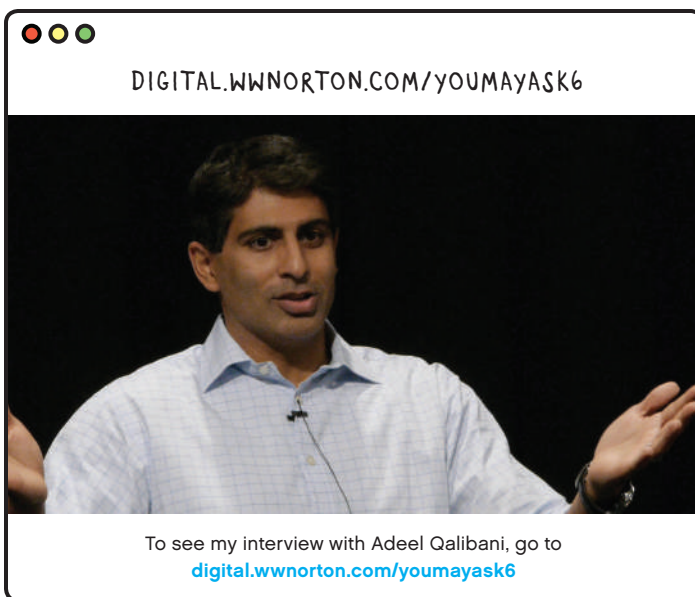 DIGITAL.WWNORTON.COM/YOUMAYASK6
To see my interview with Adeel Qalibani, go to
digital.wwnorton.com/youmayask6